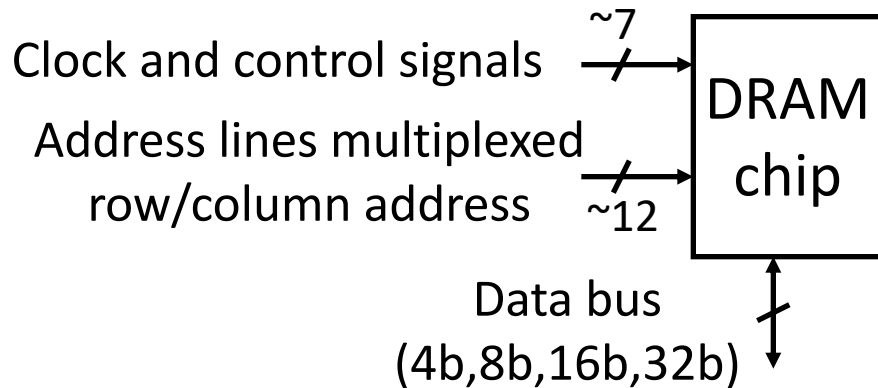 ~7
Clock and control signals
DRAM
chip
Address lines multiplexed
row/column address
~12
Data bus
(4b,8b,16b,32b)